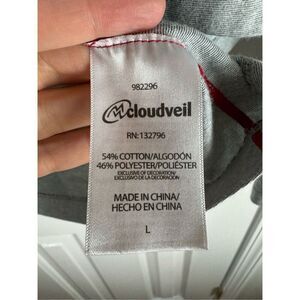 982296
cloudveil
RN:132796
54% COTTON/ALGODÓN
46% POLYESTER/POLIÉSTER
EXCLUSIVE OF DECORATION/
EXCLUSIVO DE LA DECORACIÓN
MADE IN CHINA/
HECHO EN CHINA
L